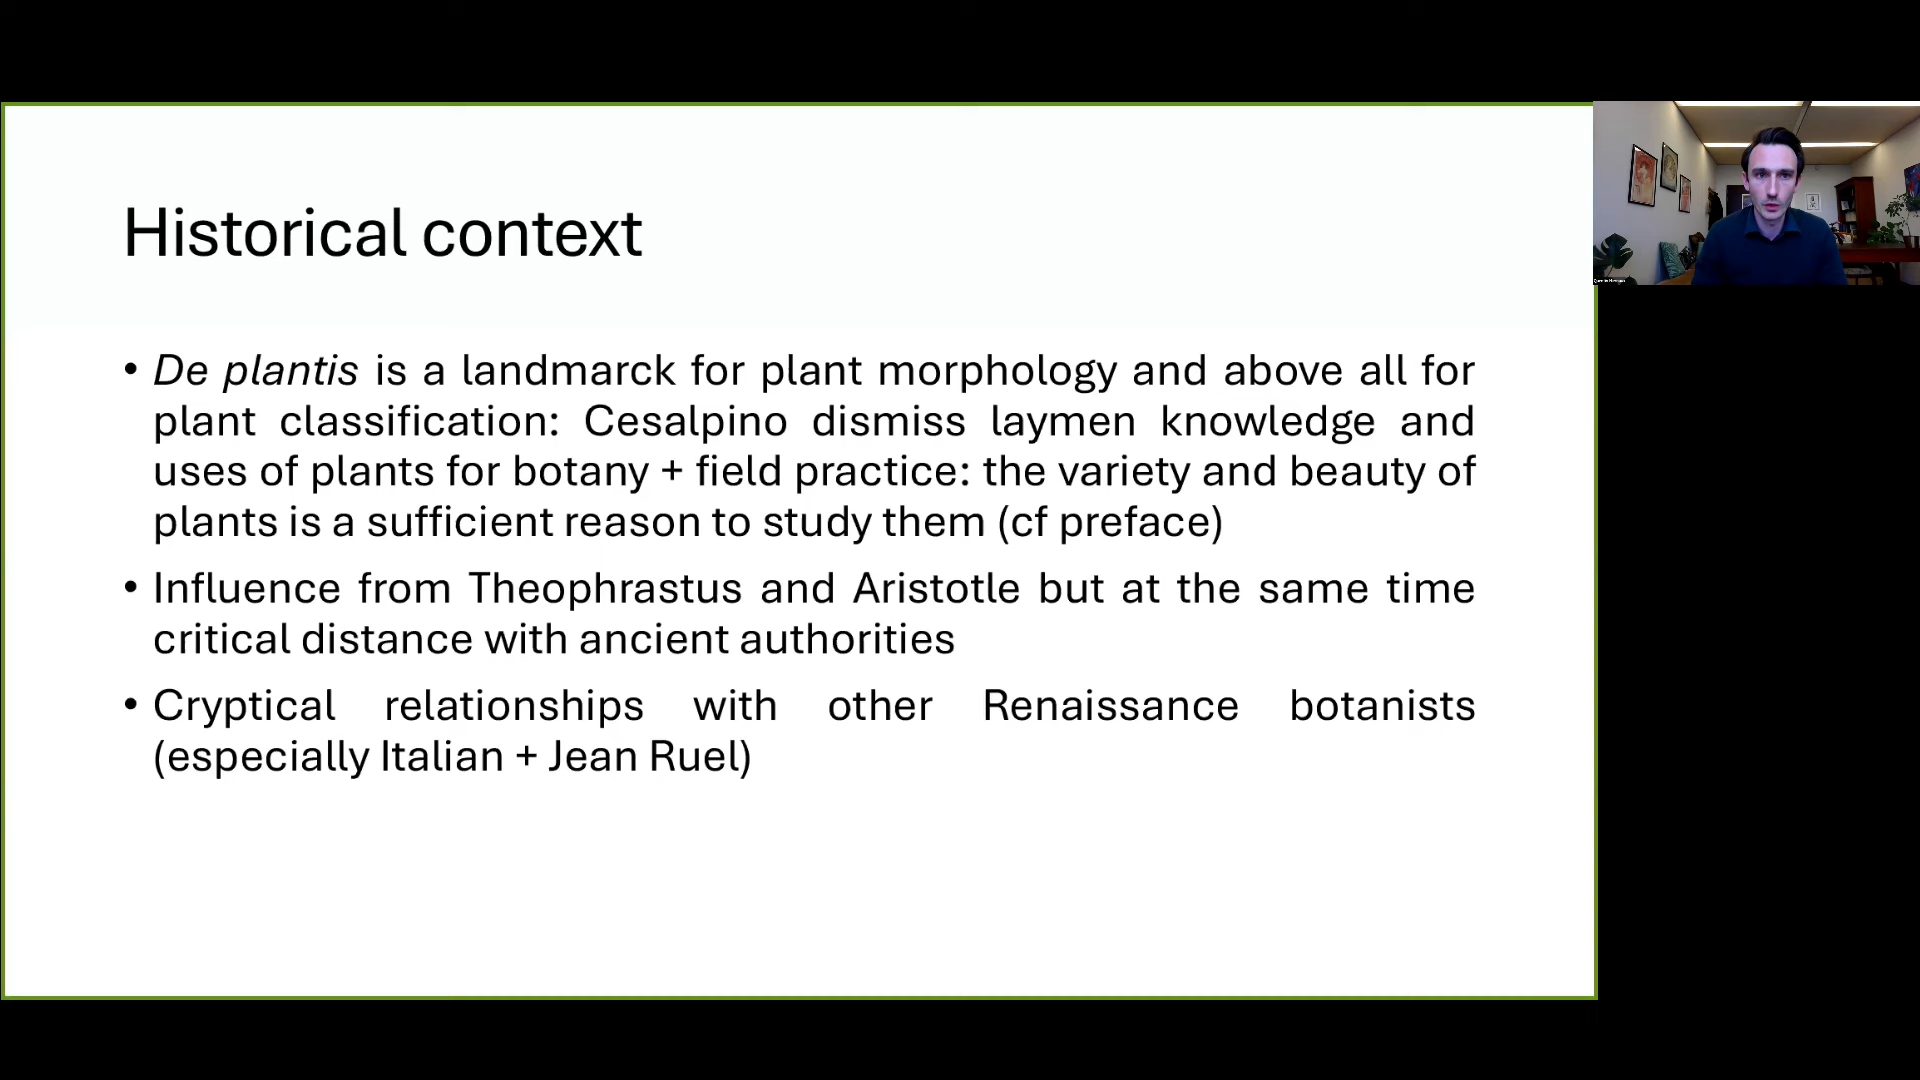 Historical context
• De plantis is a landmarck for plant morphology and above all for
plant classification: Cesalpino dismiss laymen knowledge and
uses of plants for botany + field practice: the variety and beauty of
plants is a sufficient reason to study them (cf preface)
• Influence from Theophrastus and Aristotle but at the same time
critical distance with ancient authorities
• Cryptical relationships with other Renaissance botanists
(especially Italian + Jean Ruel)